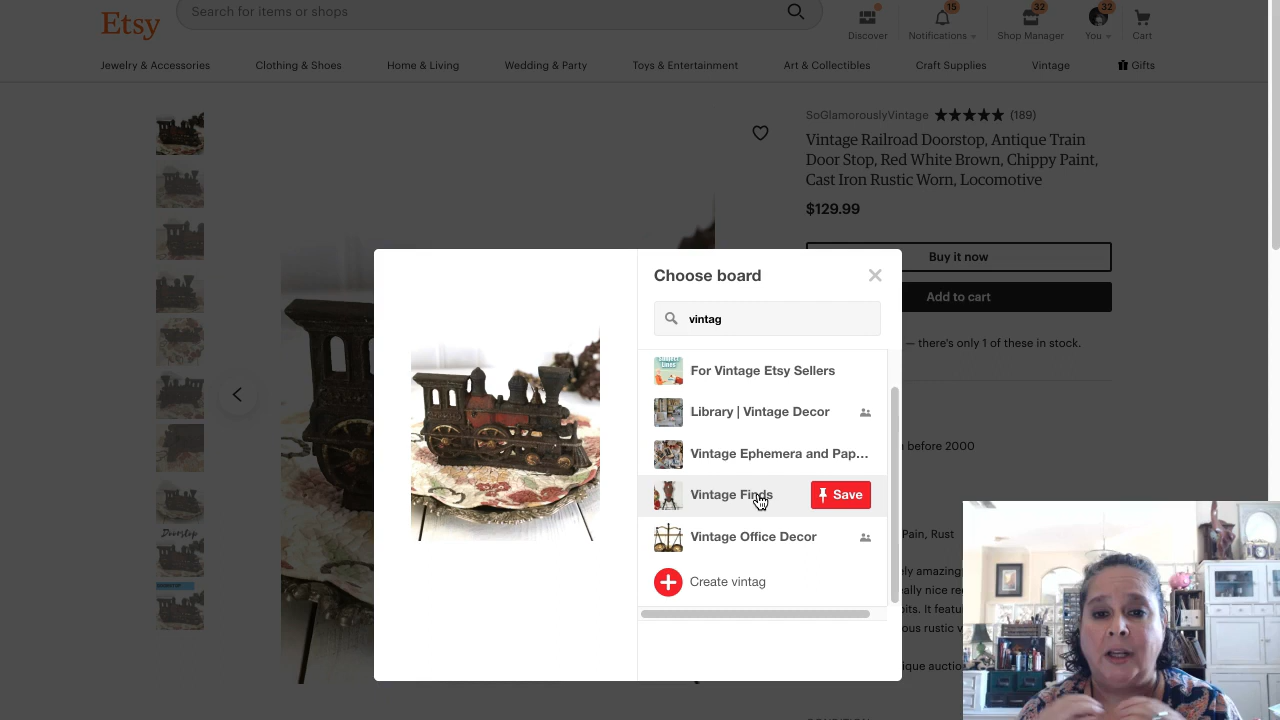 Etsy
Search for items or shops
15
32
32
Discover
Notifications
Shop Manager
You
Cart
Jewelry & Accessories
Clothing & Shoes
Home & Living
Wedding & Party
Toys & Entertainment
Art & Collectibles
Craft Supplies
Vintage
Gifts
SoGlamorouslyVintage ★★★★★ (189)
Vintage Railroad Doorstop, Antique Train
Door Stop, Red White Brown, Chippy Paint,
Cast Iron Rustic Worn, Locomotive
$129.99
Buy it now
Add to cart
— there's only 1 of these in stock.
before 2000
Paint, Rust
Choose board
vintag
For Vintage Etsy Sellers
Library | Vintage Decor
Vintage Ephemera and Pap...
Vintage Finds
Save
Vintage Office Decor
Create vintag
Doorstop